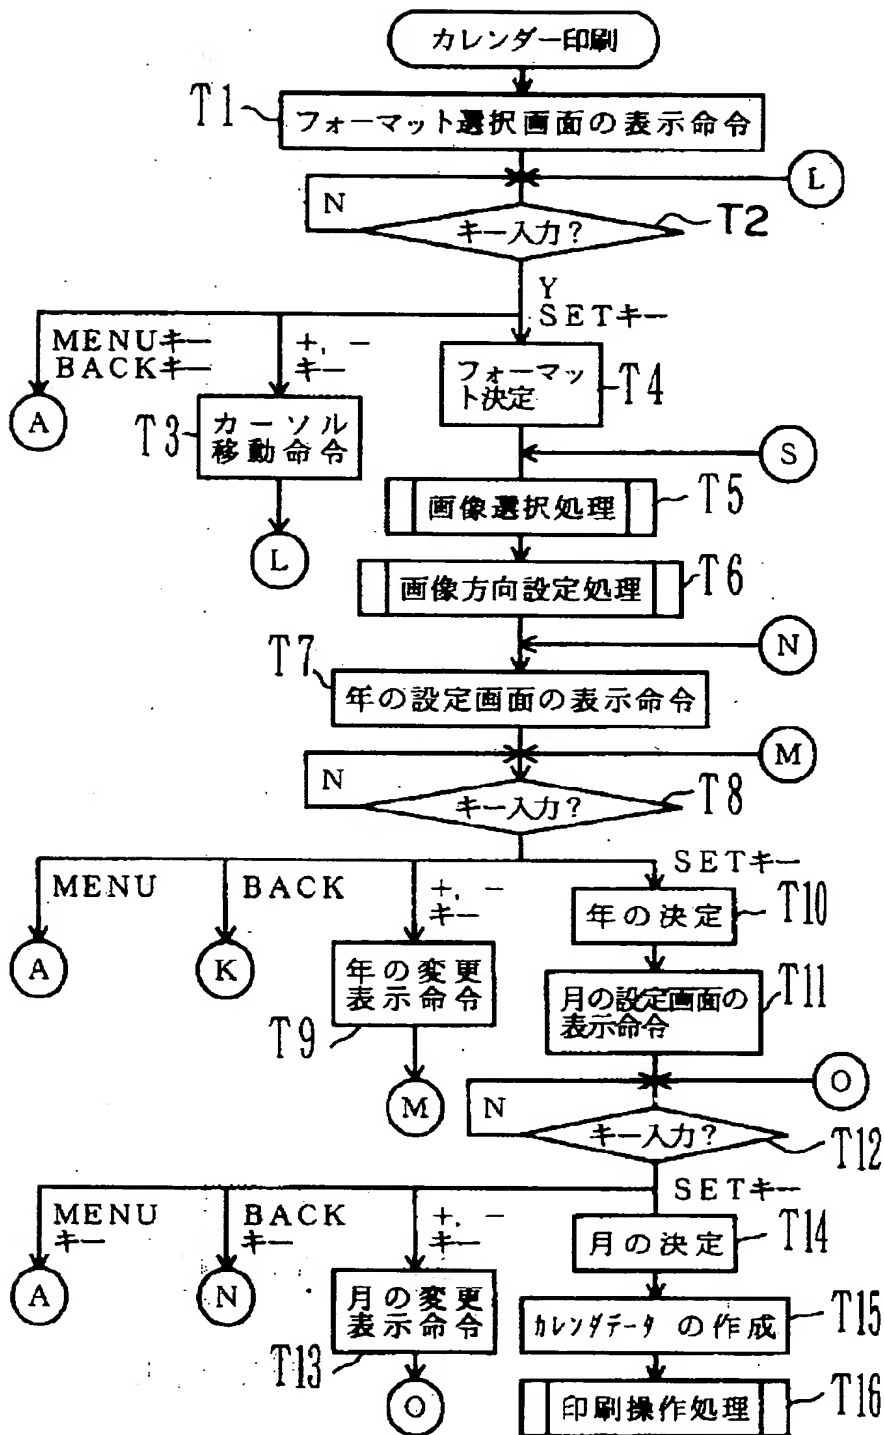 カレンダー印刷
T1
フォーマット選択画面の表示命令
L
N
キー入力?
T2
Y
SETキー
MENUキー
BACKキー
+, -
キー
A
T3
カーソル
移動命令
フォーマッ
ト決定
T4
L
S
画像選択処理
T5
画像方向設定処理
T6
N
T7
年の設定画面の表示命令
M
N
キー入力?
T8
MENU
BACK
+, -
キー
SETキー
A
K
年の変更
表示命令
T9
年の決定
T10
月の設定画面の
表示命令
T11
M
O
N
キー入力?
T12
MENU
キー
BACK
キー
+, -
キー
SETキー
A
N
月の変更
表示命令
T13
月の決定
T14
カレンダデータ の作成
T15
O
印刷操作処理
T16